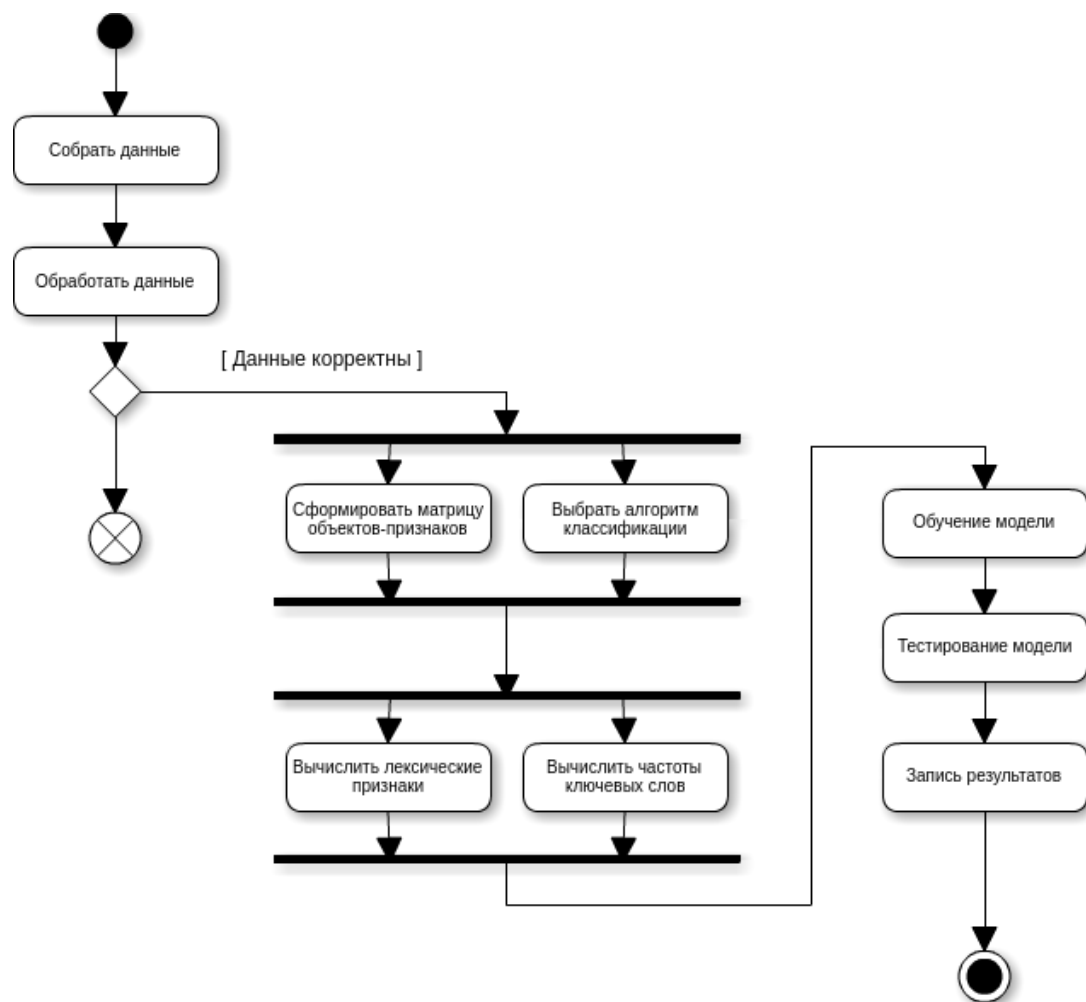 Собрать данные
Обработать данные
[ Данные корректны ]
Сформировать матрицу
объектов-признаков
Выбрать алгоритм
классификации
Вычислить лексические
признаки
Вычислить частоты
ключевых слов
Обучение модели
Тестирование модели
Запись результатов